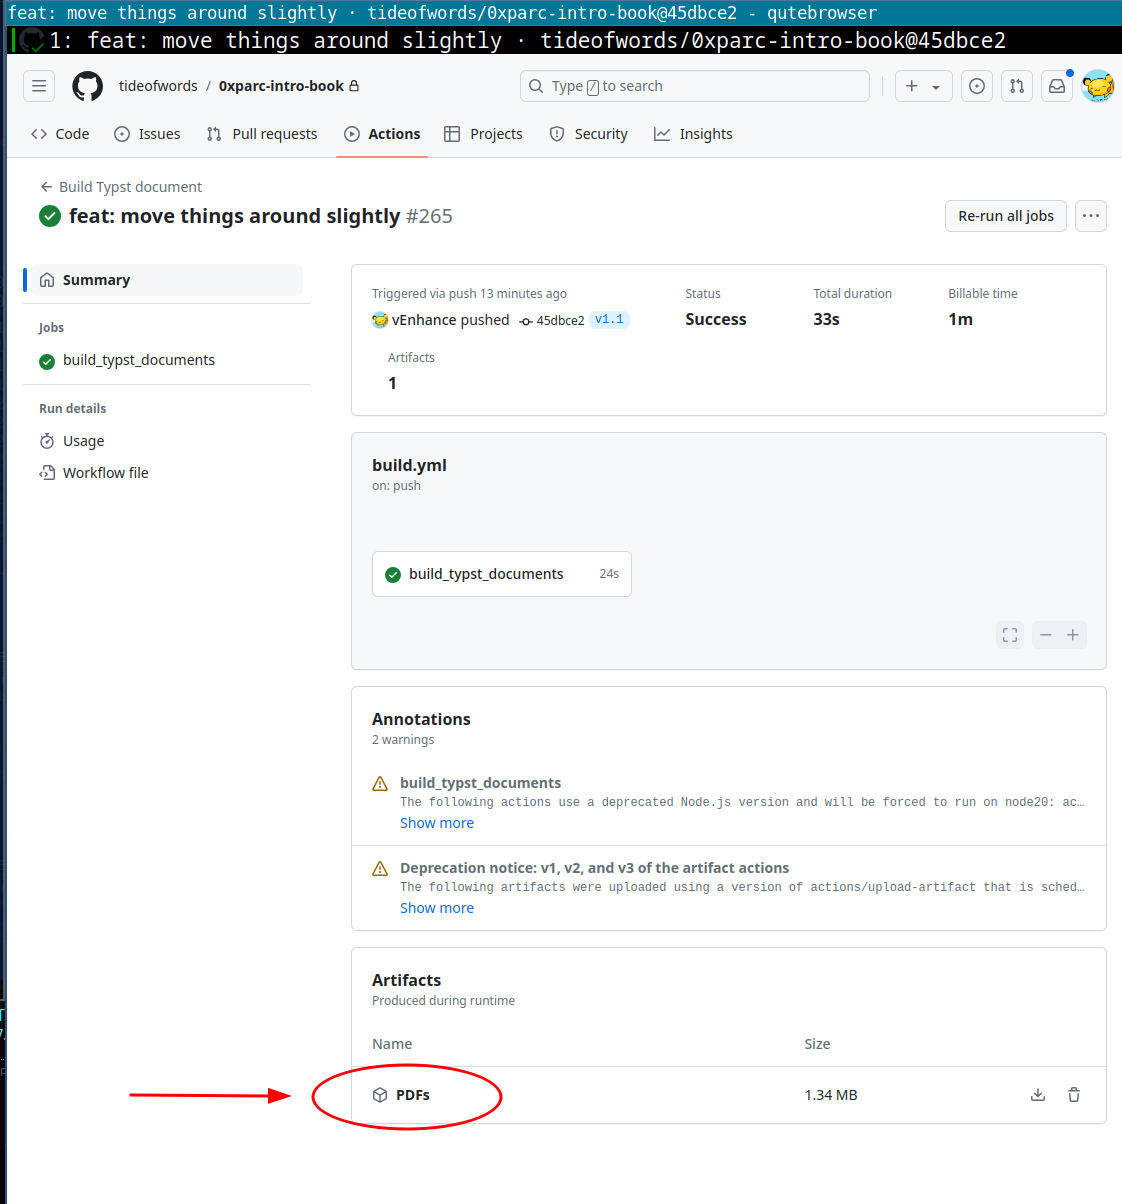 feat: move things around slightly · tideofwords/0xparc-intro-book@45dbce2 - qutebrowser
1: feat: move things around slightly · tideofwords/0xparc-intro-book@45dbce2
tideofwords / 0xparc-intro-book
Type / to search
Code Issues Pull requests Actions Projects Security Insights
Build Typst document
feat: move things around slightly #265
Re-run all jobs
Summary
Jobs
build_typst_documents
Run details
Usage
Workflow file
Triggered via push 13 minutes ago
vEnhance pushed 45dbce2 v1.1
Status
Success
Total duration
33s
Billable time
1m
Artifacts
1
build.yml
on: push
build_typst_documents 24s
Annotations
2 warnings
build_typst_documents
The following actions use a deprecated Node.js version and will be forced to run on node20: ac…
Show more
Deprecation notice: v1, v2, and v3 of the artifact actions
The following artifacts were uploaded using a version of actions/upload-artifact that is sched…
Show more
Artifacts
Produced during runtime
Name Size
PDFs 1.34 MB